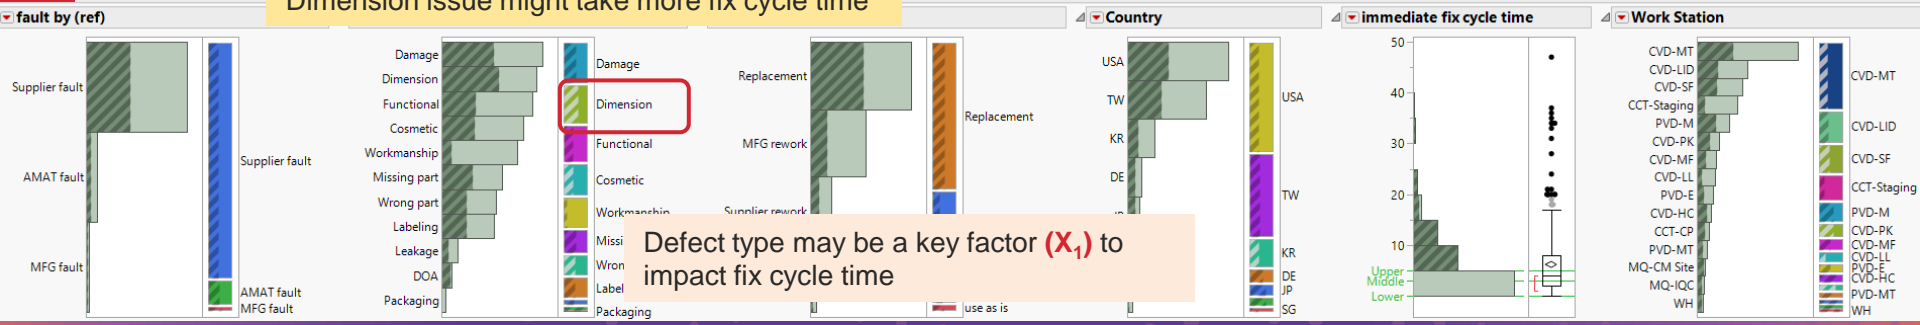 Dimension issue might take more fix cycle time
fault by (ref)
Supplier fault
AMAT fault
MFG fault
Supplier fault
AMAT fault
MFG fault
Damage
Dimension
Functional
Cosmetic
Workmanship
Missing part
Wrong part
Labeling
Leakage
DOA
Packaging
Damage
Dimension
Functional
Cosmetic
Workmanship
Missi
Wron
Label
Packaging
Replacement
MFG rework
Supplier rework
Replacement
use as is
Defect type may be a key factor (X1) to
impact fix cycle time
Country
USA
TW
KR
DE
USA
TW
KR
DE
JP
SG
immediate fix cycle time
50
40
30
20
10
Upper
Middle
Lower
Work Station
CVD-MT
CVD-LID
CVD-SF
CCT-Staging
PVD-M
CVD-PK
CVD-MF
CVD-LL
PVD-E
CVD-HC
CCT-CP
PVD-MT
MQ-CM Site
MQ-IQC
WH
CVD-MT
CVD-LID
CVD-SF
CCT-Staging
PVD-M
CVD-PK
CVD-MF
CVD-LL
PVD-E
CVD-HC
PVD-MT
WH